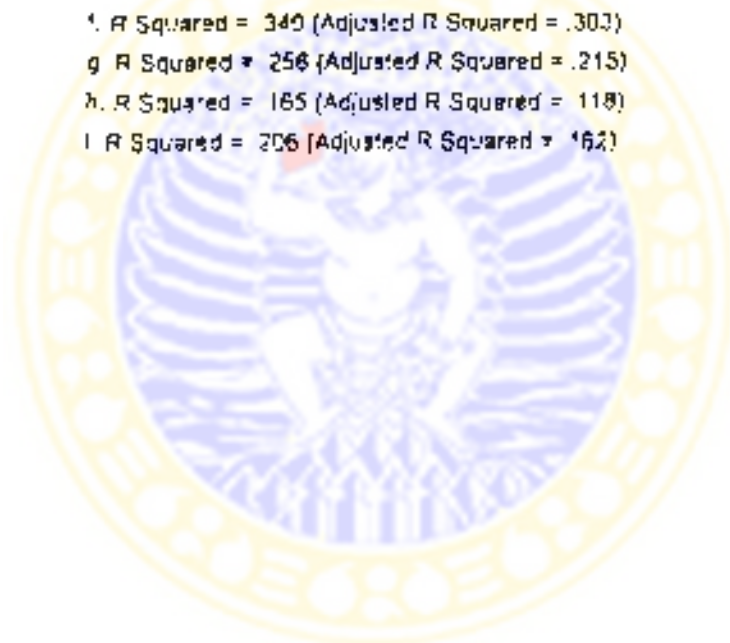 f. R Squared = 340 (Adjusted R Squared = .303)
g R Squared = 256 (Adjusted R Squared = .215)
h. R Squared = 165 (Adjusted R Squared = 118)
i R Squared = 206 (Adjusted R Squared = 162)